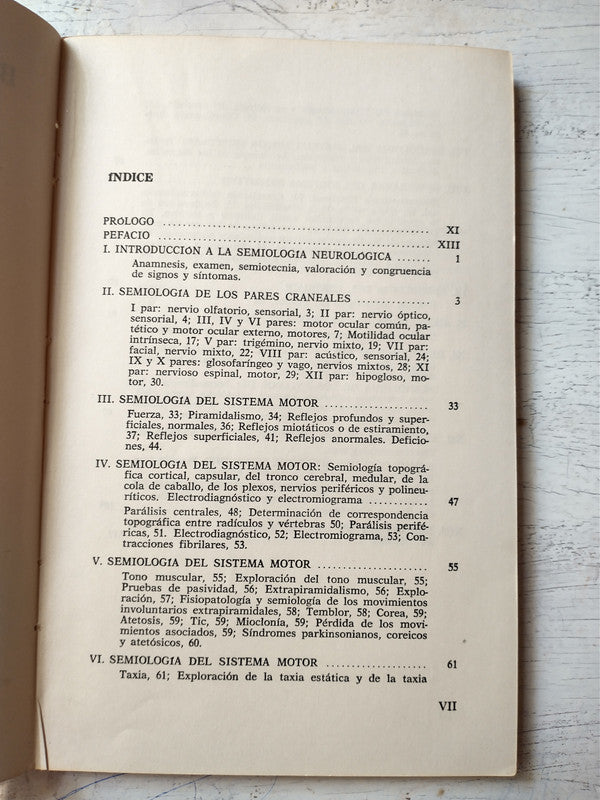 ÍNDICE
PRÓLOGO ........ XI
PEFACIO ........ XIII
I. INTRODUCCIÓN A LA SEMIOLOGIA NEUROLÓGICA ....... 1
Anamnesis, examen, semiotecnia, valoración y congruencia
de signos y síntomas.
II. SEMIOLOGÍA DE LOS PARES CRANEALES .............. 3
I par: nervio olfatorio, sensorial, 3; II par: nervio óptico,
sensorial, 4; III, IV y VI pares: motor ocular común, pa-
tético y motor ocular externo, motores, 7; Motilidad ocular
intrínseca, 17; V par: trigémino, nervio mixto, 19; VII par:
facial, nervio mixto, 22; VIII par: acústico, sensorial, 24;
IX y X pares: glosofaríngeo y vago, nervios mixtos, 28; XI
par: nervioso espinal, motor, 29; XII par: hipogloso, mo-
tor, 30.
III. SEMIOLOGÍA DEL SISTEMA MOTOR .................... 33
Fuerza, 33; Piramidalismo, 34; Reflejos profundos y super-
ficiales, normales, 36; Reflejos miotáticos o de estiramiento,
37; Reflejos superficiales, 41; Reflejos anormales. Deficio-
nes, 44.
IV. SEMIOLOGÍA DEL SISTEMA MOTOR: Semiología topográ-
fica cortical, capsular, del tronco cerebral, medular, de la
cola de caballo, de los plexos, nervios periféricos y polineu-
ríticos. Electrodiagnóstico y electromiograma ............ 47
Parálisis centrales, 48; Determinación de correspondencia
topográfica entre radículos y vértebras 50; Parálisis perifé-
ricas, 51. Electrodiagnóstico, 52; Electromiograma, 53; Con-
tracciones fibrilares, 53.
V. SEMIOLOGÍA DEL SISTEMA MOTOR .................... 55
Tono muscular, 55; Exploración del tono muscular, 55;
Pruebas de pasividad, 56; Extrapiramidalismo, 56; Explo-
ración, 57; Fisiopatología y semiología de los movimientos
involuntarios extrapiramidales, 58; Temblor, 58; Corea, 59;
Atetosis, 59; Tic, 59; Mioclonía, 59; Pérdida de los movi-
mientos asociados, 59; Síndromes parkinsonianos, coreicos
y atetósicos, 60.
VI. SEMIOLOGÍA DEL SISTEMA MOTOR .................... 61
Taxia, 61; Exploración de la taxia estática y de la taxia
VII